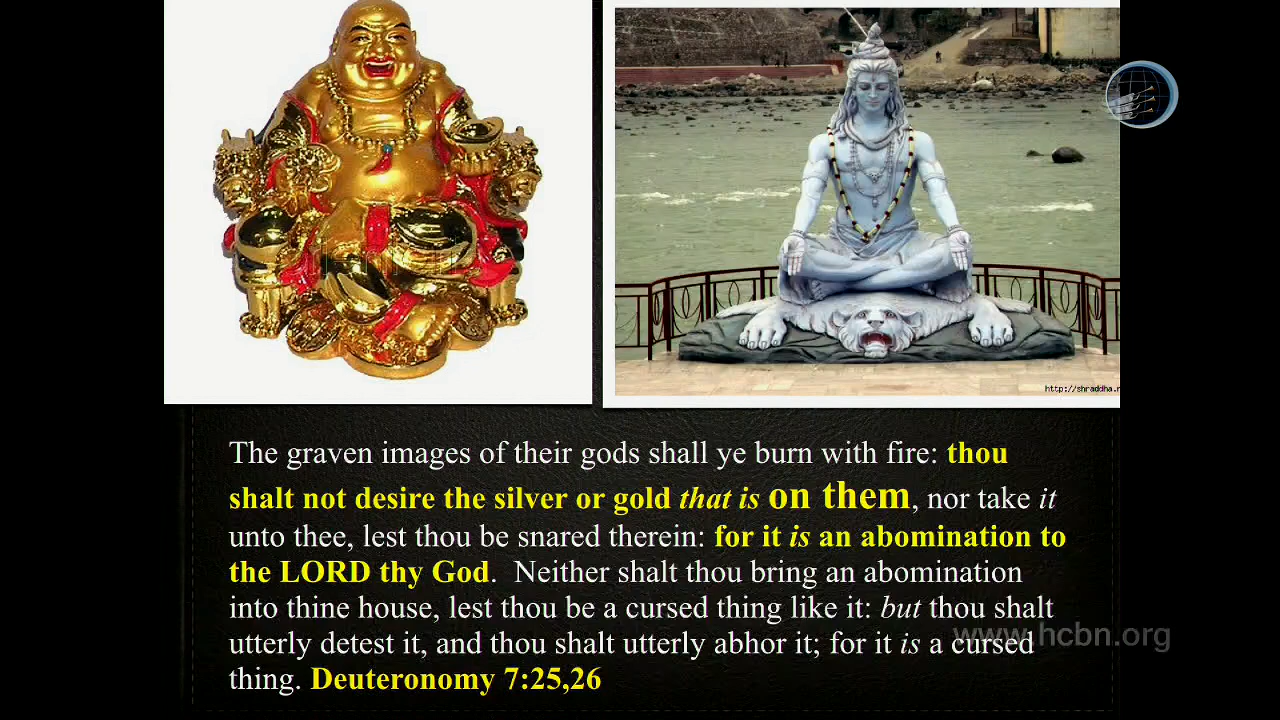 http://shraddha.n
The graven images of their gods shall ye burn with fire: thou
shalt not desire the silver or gold that is on them, nor take it
unto thee, lest thou be snared therein: for it is an abomination to
the LORD thy God. Neither shalt thou bring an abomination
into thine house, lest thou be a cursed thing like it: but thou shalt
utterly detest it, and thou shalt utterly abhor it; for it is a cursed
thing. Deuteronomy 7:25,26
www.hcbn.org